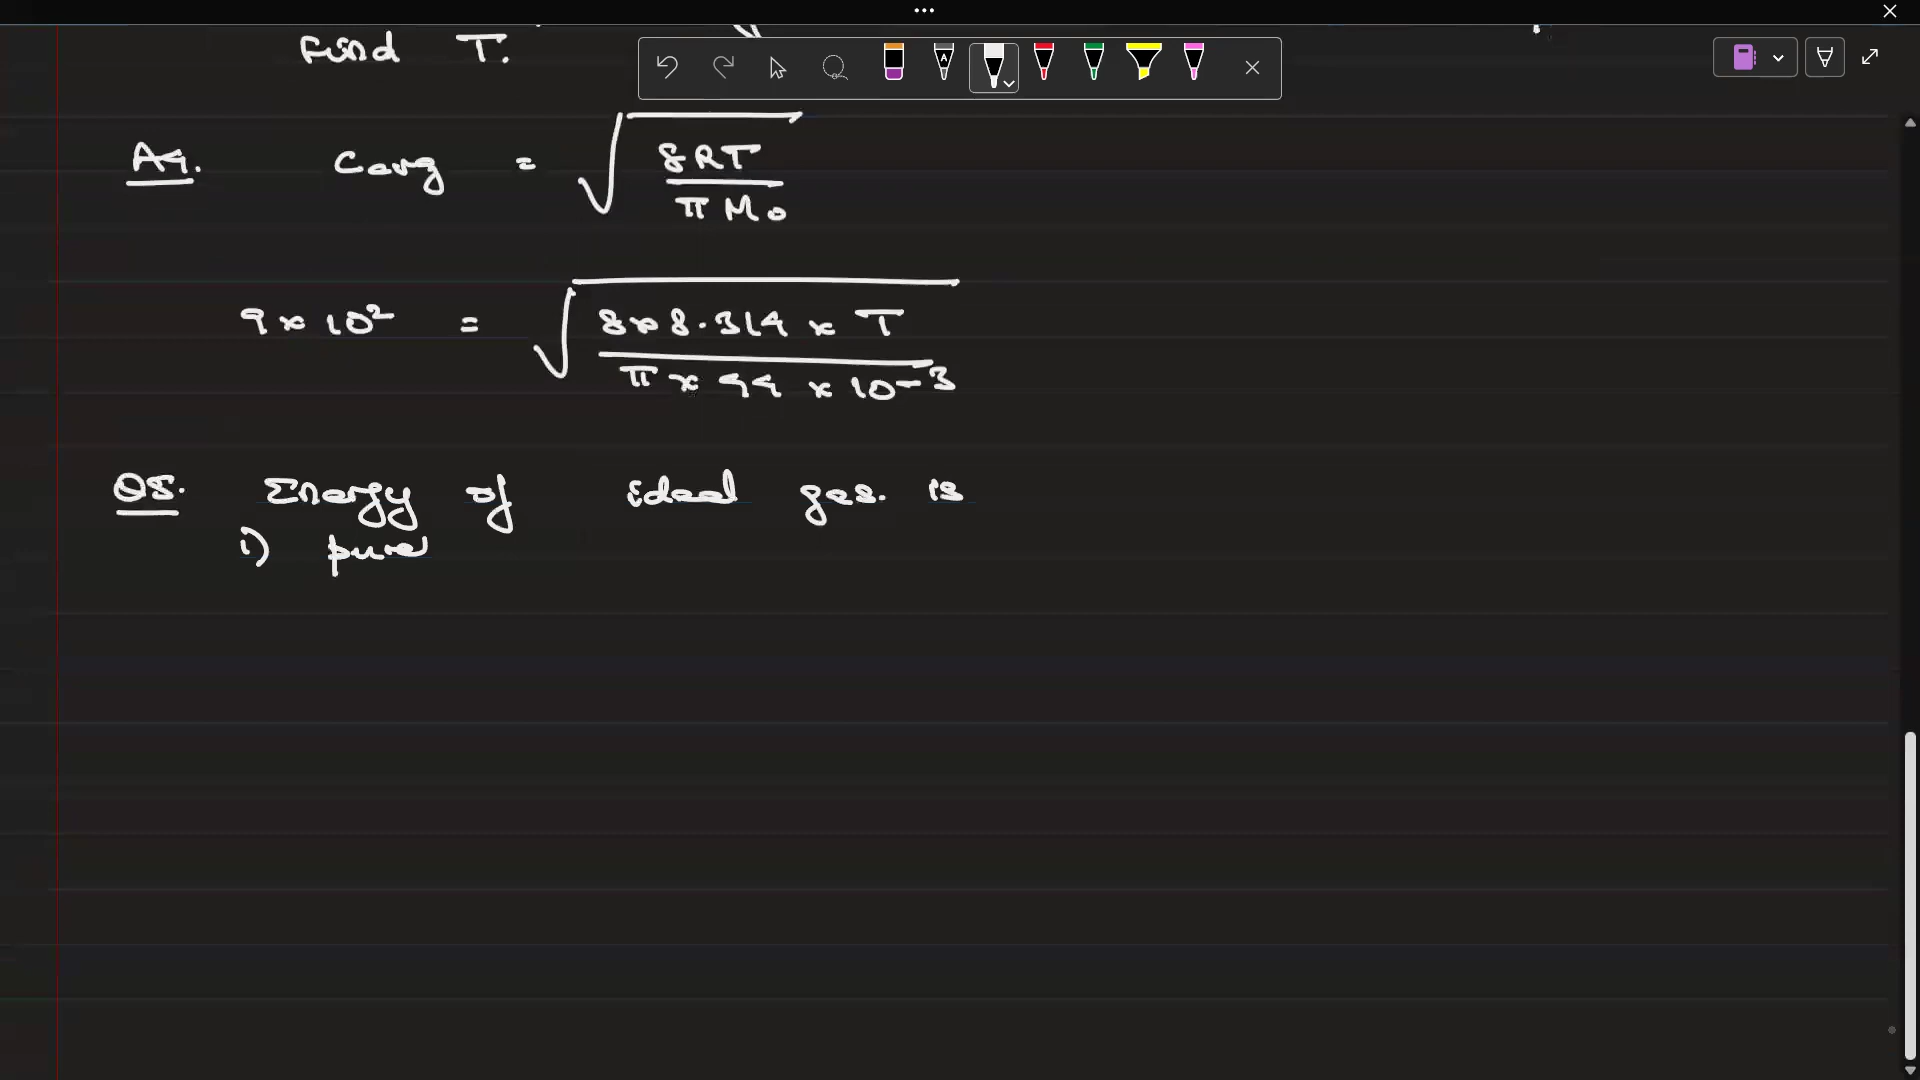 Find T.
A4. Cavg = √(8RT / πM₀)
9 × 10² = √(8 × 8.314 × T / π × 44 × 10⁻³)
Q5. Energy of ideal gas. is
i) pure